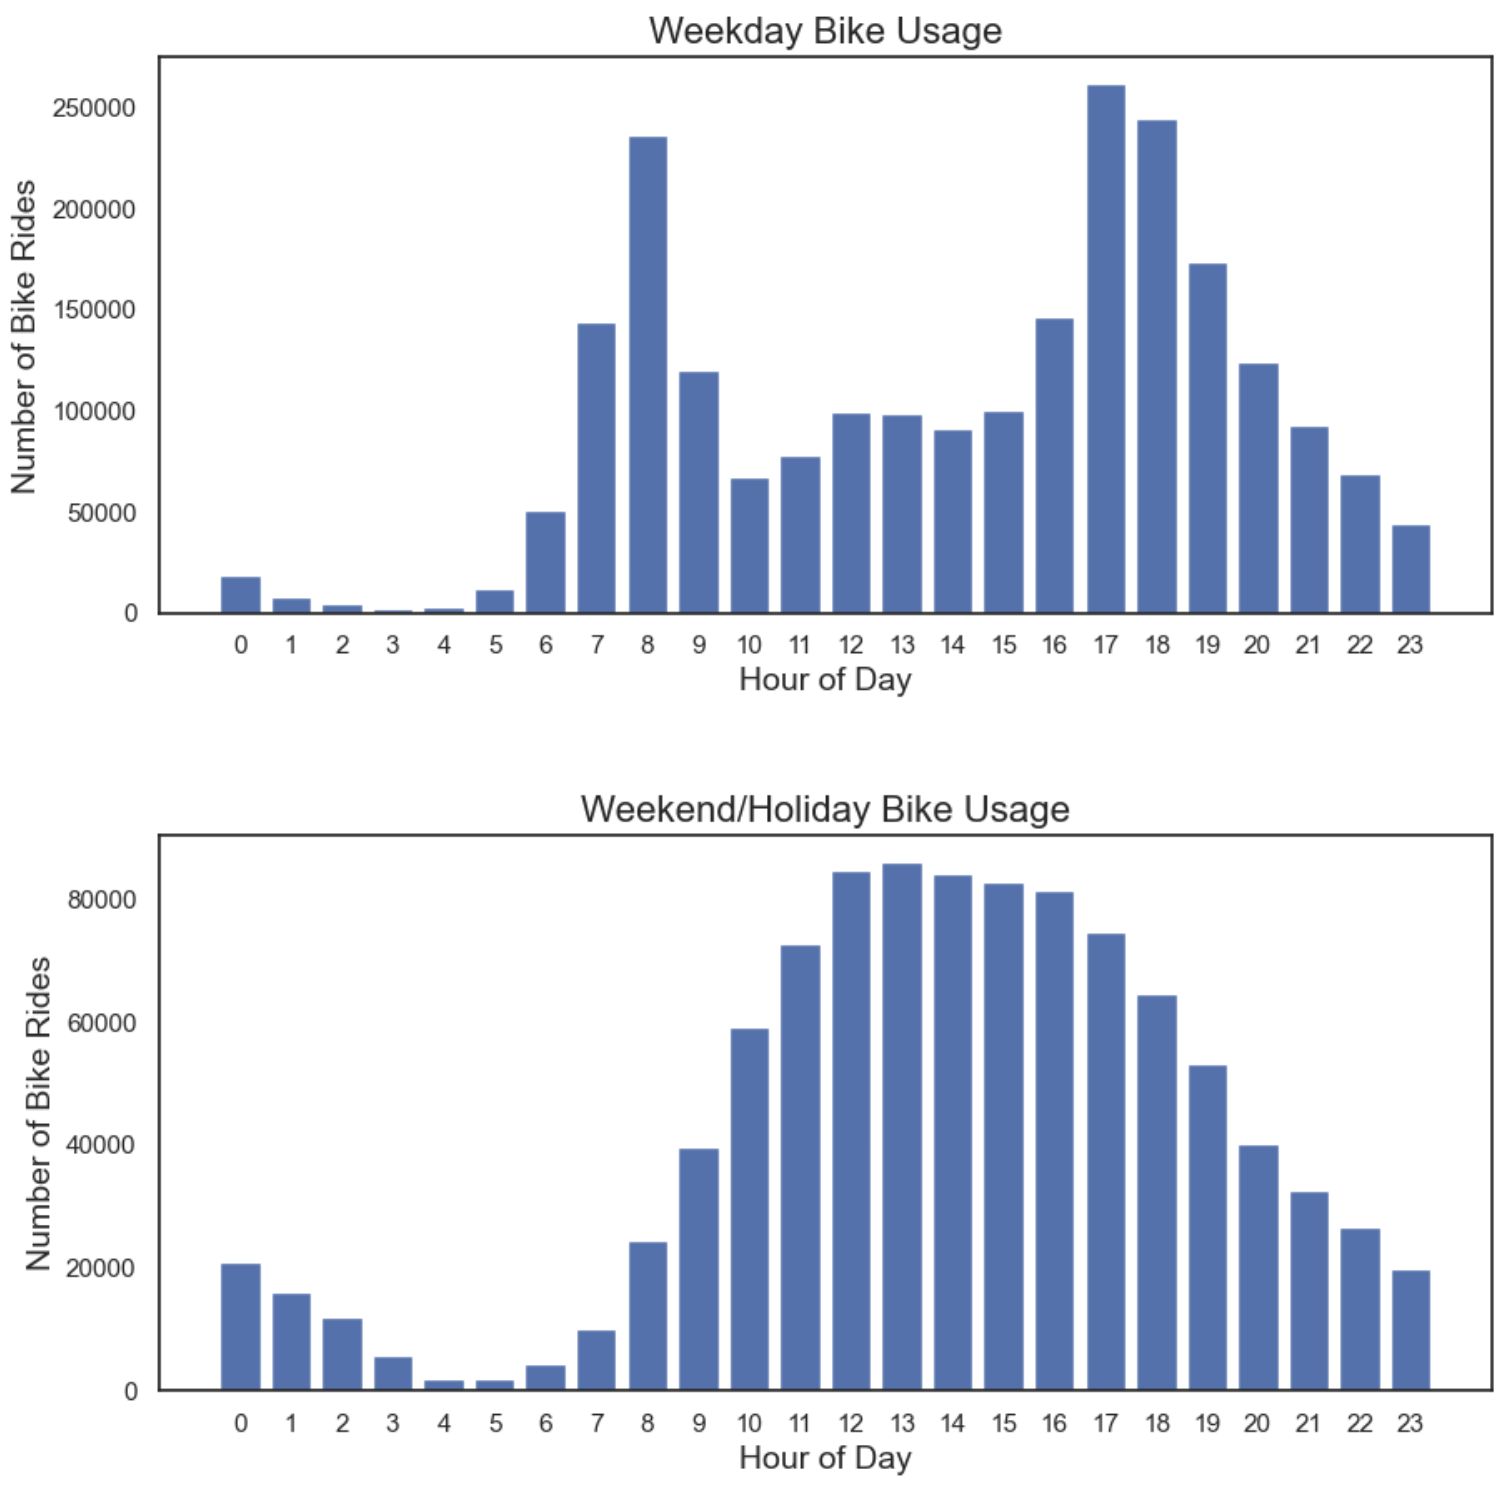 Weekday Bike Usage
Number of Bike Rides
250000
200000
150000
100000
50000
0
0 1 2 3 4 5 6 7 8 9 10 11 12 13 14 15 16 17 18 19 20 21 22 23
Hour of Day
Weekend/Holiday Bike Usage
Number of Bike Rides
80000
60000
40000
20000
0
0 1 2 3 4 5 6 7 8 9 10 11 12 13 14 15 16 17 18 19 20 21 22 23
Hour of Day